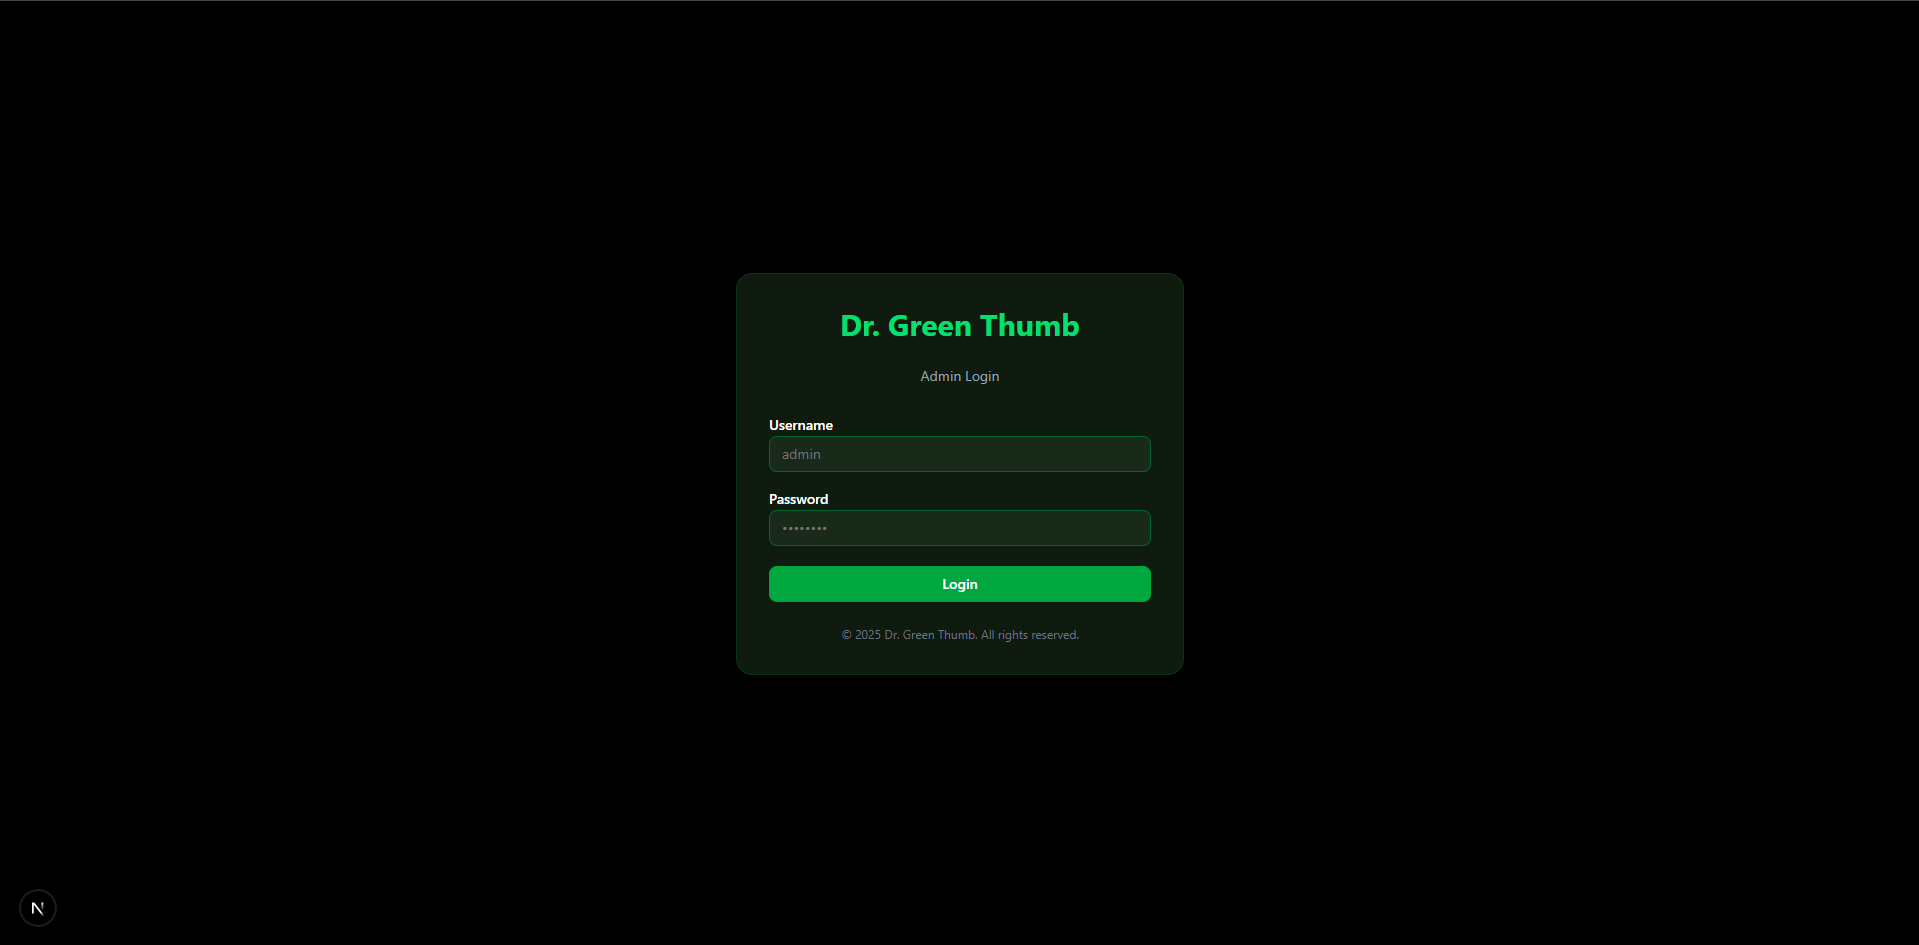 Dr. Green Thumb
Admin Login
Username
admin
Password
••••••••
Login
© 2025 Dr. Green Thumb. All rights reserved.
N